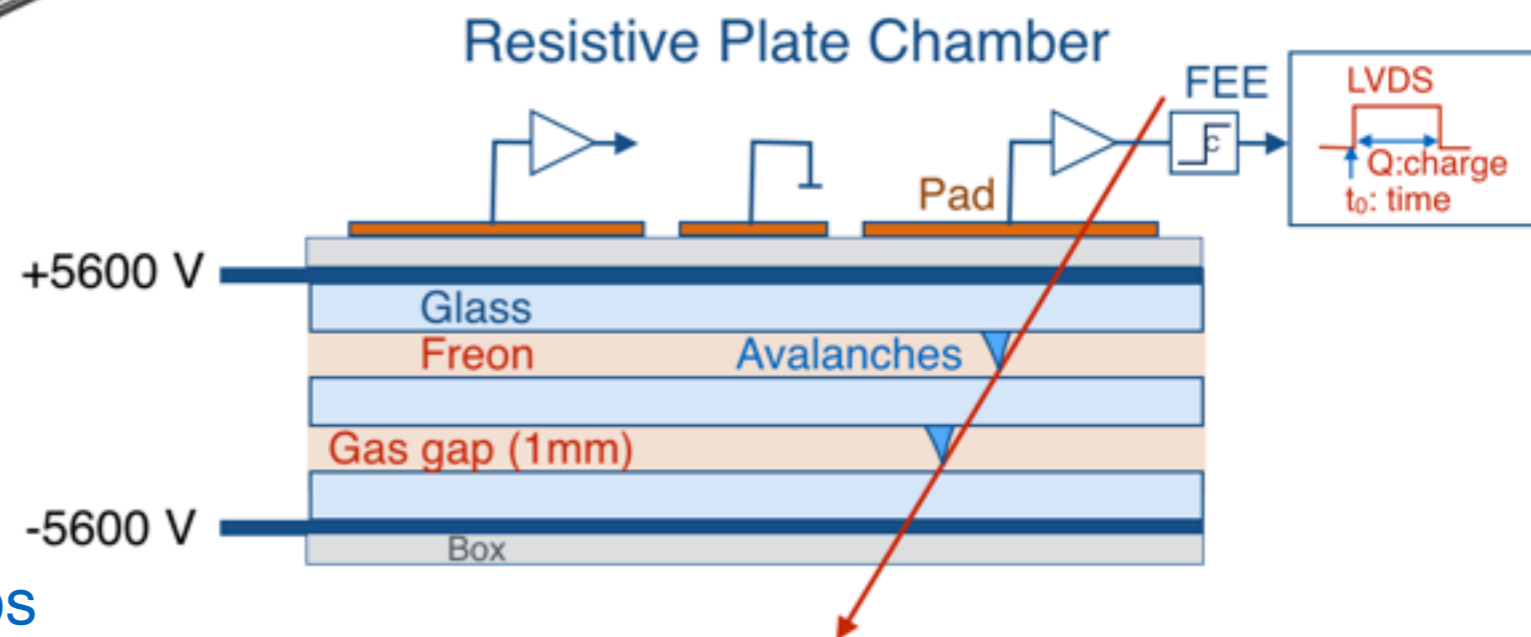 Resistive Plate Chamber
FEE
LVDS
Q:charge
t₀: time
C
Pad
+5600 V
Glass
Freon
Avalanches
Gas gap (1mm)
-5600 V
Box